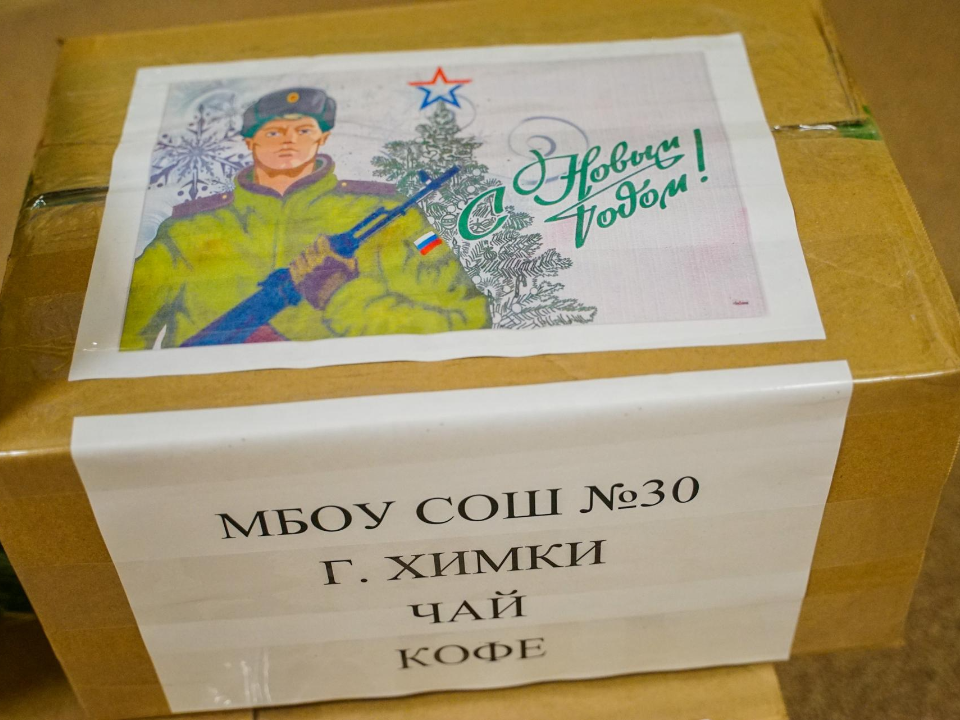 С Новым
Годом!
МБОУ СОШ №30
Г. ХИМКИ
ЧАЙ
КОФЕ